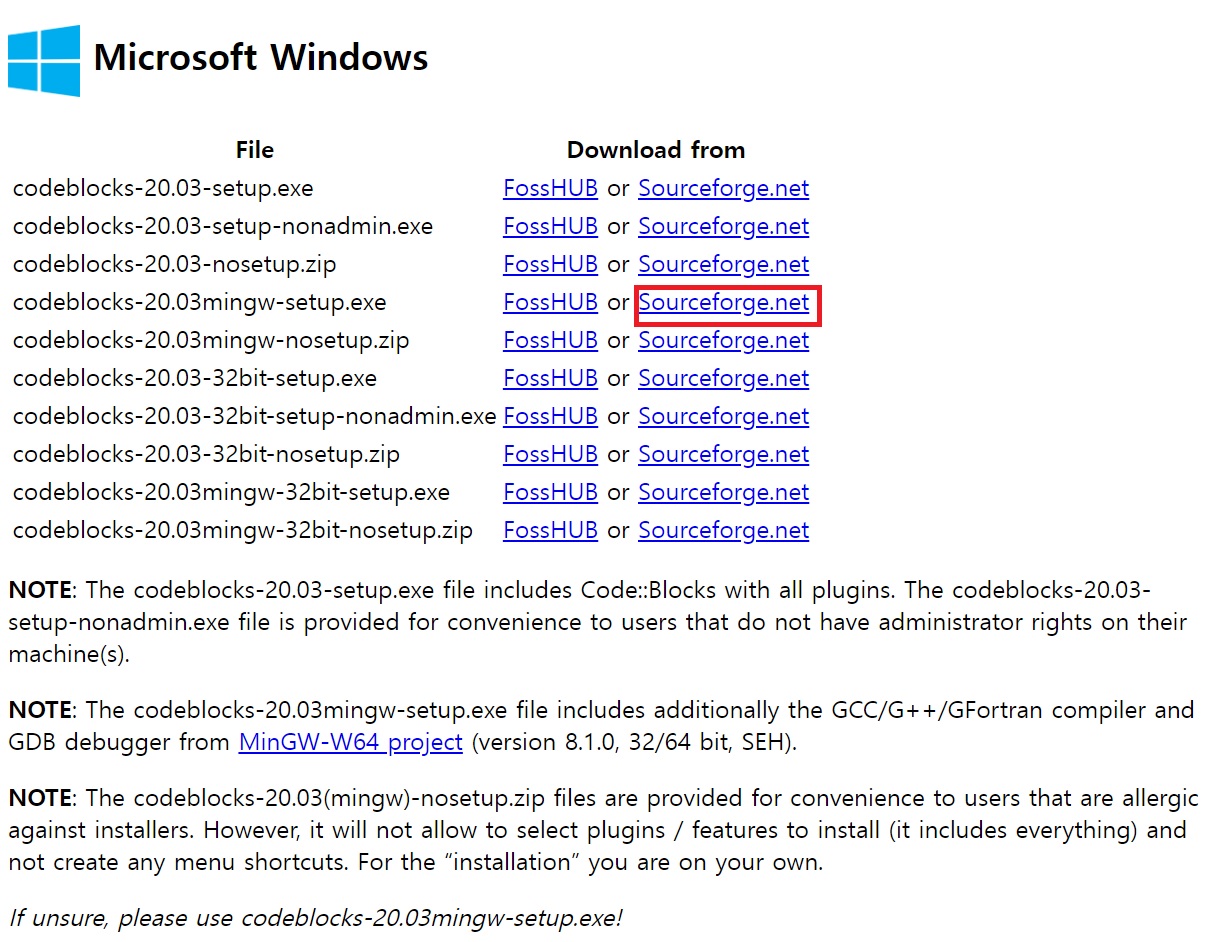 Microsoft Windows
File Download from
codeblocks-20.03-setup.exe FossHUB or Sourceforge.net
codeblocks-20.03-setup-nonadmin.exe FossHUB or Sourceforge.net
codeblocks-20.03-nosetup.zip FossHUB or Sourceforge.net
codeblocks-20.03mingw-setup.exe FossHUB or Sourceforge.net
codeblocks-20.03mingw-nosetup.zip FossHUB or Sourceforge.net
codeblocks-20.03-32bit-setup.exe FossHUB or Sourceforge.net
codeblocks-20.03-32bit-setup-nonadmin.exe FossHUB or Sourceforge.net
codeblocks-20.03-32bit-nosetup.zip FossHUB or Sourceforge.net
codeblocks-20.03mingw-32bit-setup.exe FossHUB or Sourceforge.net
codeblocks-20.03mingw-32bit-nosetup.zip FossHUB or Sourceforge.net
NOTE: The codeblocks-20.03-setup.exe file includes Code::Blocks with all plugins. The codeblocks-20.03-
setup-nonadmin.exe file is provided for convenience to users that do not have administrator rights on their
machine(s).
NOTE: The codeblocks-20.03mingw-setup.exe file includes additionally the GCC/G++/GFortran compiler and
GDB debugger from MinGW-W64 project (version 8.1.0, 32/64 bit, SEH).
NOTE: The codeblocks-20.03(mingw)-nosetup.zip files are provided for convenience to users that are allergic
against installers. However, it will not allow to select plugins / features to install (it includes everything) and
not create any menu shortcuts. For the “installation” you are on your own.
If unsure, please use codeblocks-20.03mingw-setup.exe!